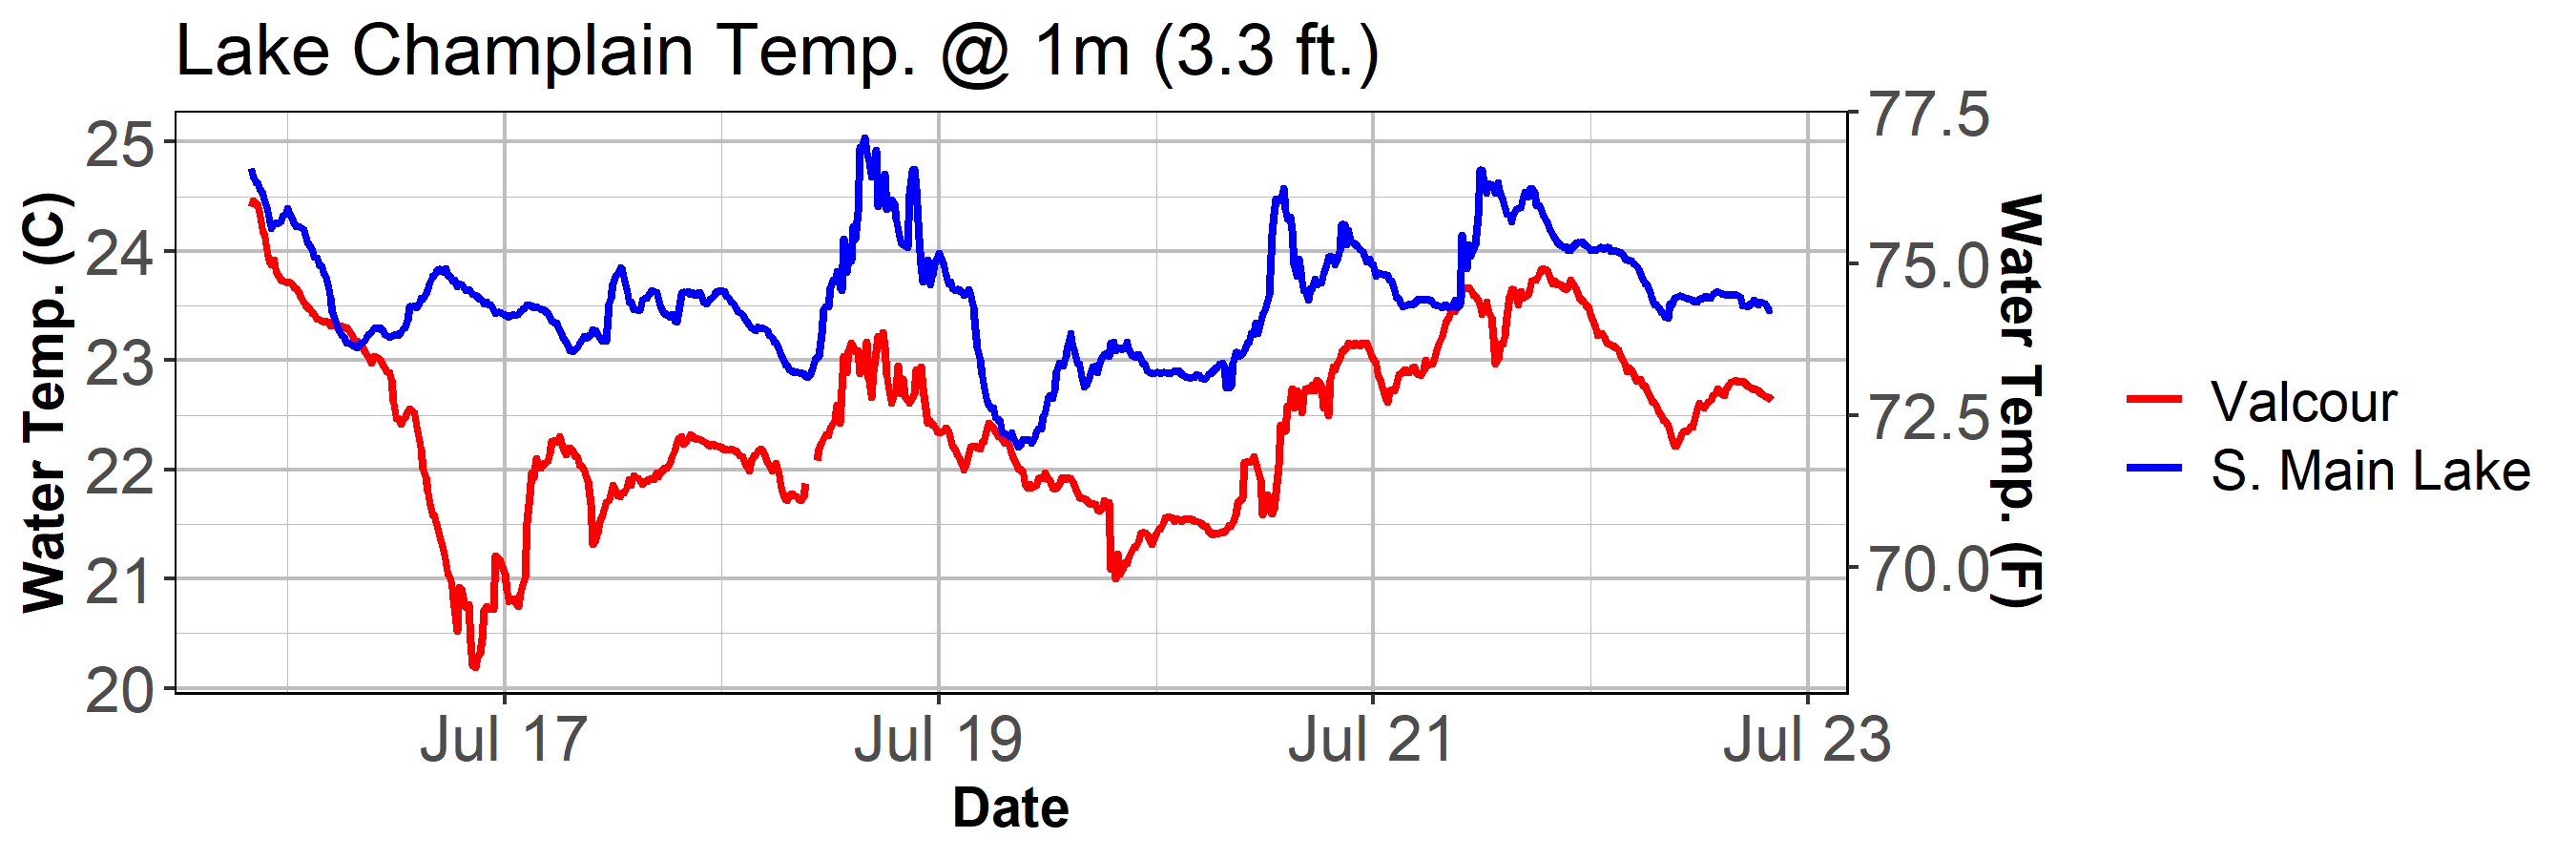 Lake Champlain Temp. @ 1m (3.3 ft.)
Water Temp. (C)
25
24
23
22
21
20
77.5
75.0
72.5
70.0
Water Temp. (F)
Jul 17
Jul 19
Jul 21
Jul 23
Date
Valcour
S. Main Lake